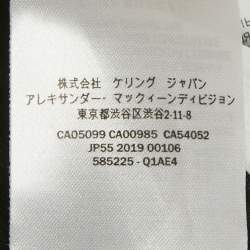 株式会社 ケリング ジャパン
アレキサンダー・マックィーンディビジョン
東京都渋谷区渋谷2-11-8
CA05099 CA00985 CA54052
JP55 2019 00106
585225 - Q1AE4